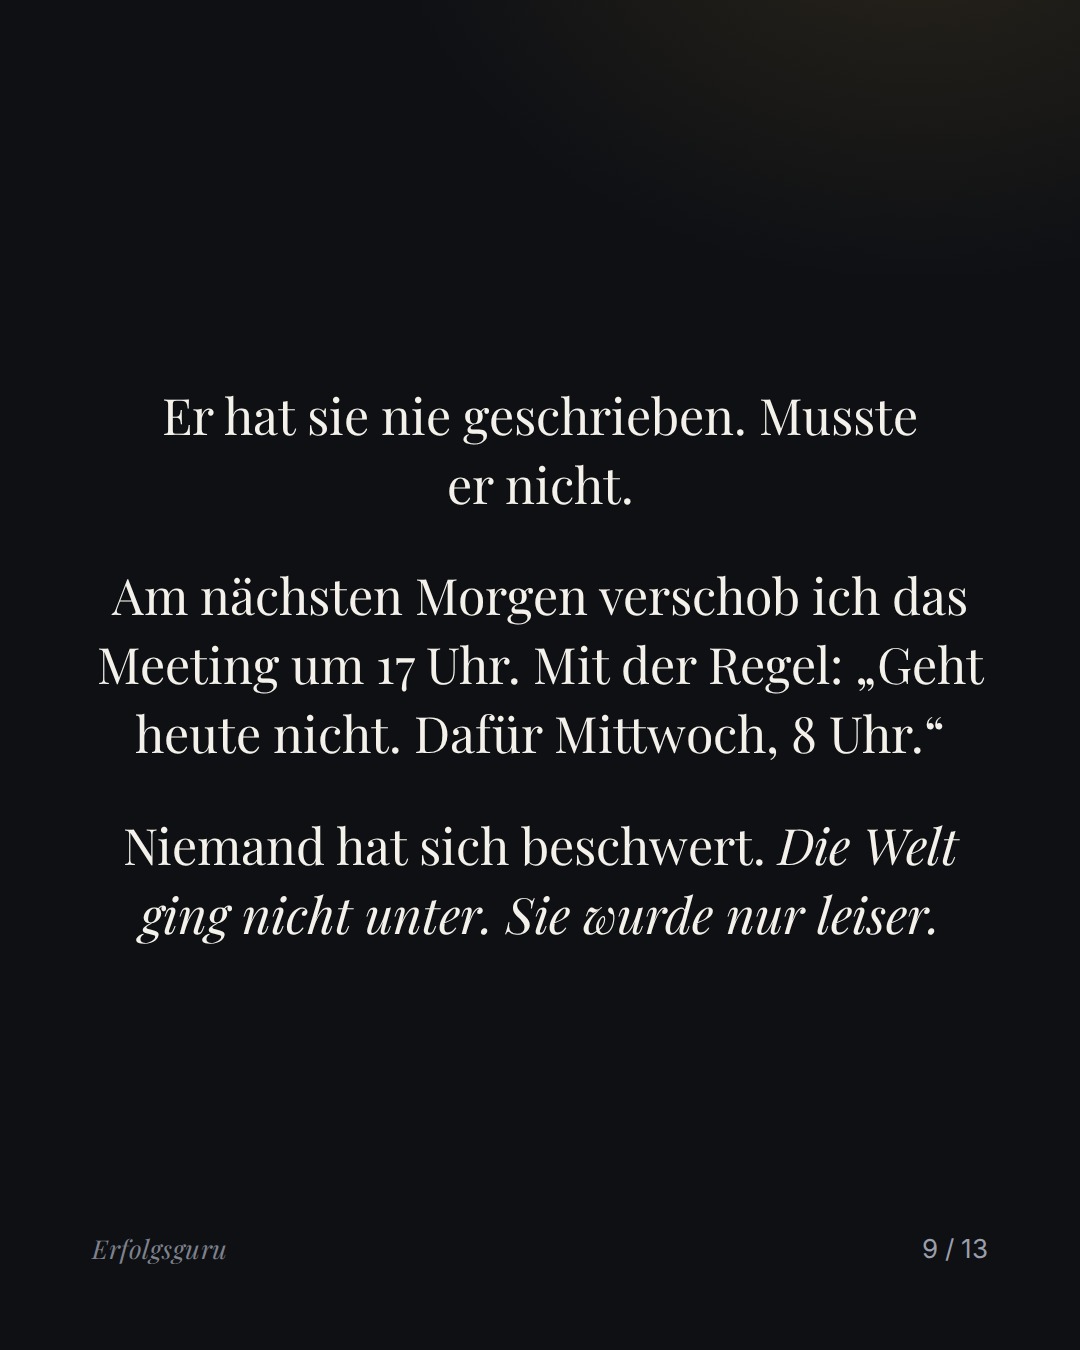 Er hat sie nie geschrieben. Musste
er nicht.
Am nächsten Morgen verschob ich das
Meeting um 17 Uhr. Mit der Regel: „Geht
heute nicht. Dafür Mittwoch, 8 Uhr.“
Niemand hat sich beschwert. Die Welt
ging nicht unter. Sie wurde nur leiser.
Erfolgsguru
9 / 13